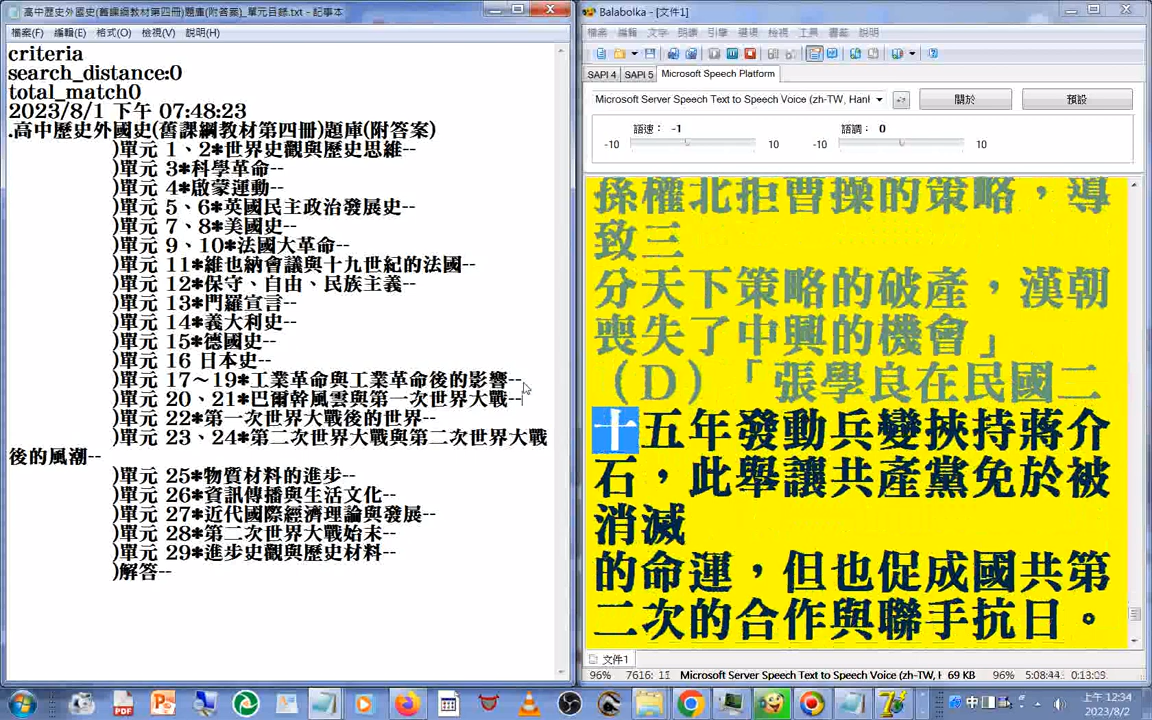 高中歷史外國史(舊課綱教材第四冊)題庫(附答案)_單元目錄.txt - 記事本
檔案(F) 編輯(E) 格式(O) 檢視(V) 說明(H)
criteria
search_distance:0
total_match0
2023/8/1 下午 07:48:23
.高中歷史外國史(舊課綱教材第四冊)題庫(附答案)
)單元 1、2*世界史觀與歷史思維--
)單元 3*科學革命--
)單元 4*啟蒙運動--
)單元 5、6*英國民主政治發展史--
)單元 7、8*美國史--
)單元 9、10*法國大革命--
)單元 11*維也納會議與十九世紀的法國--
)單元 12*保守、自由、民族主義--
)單元 13*門羅宣言--
)單元 14*義大利史--
)單元 15*德國史--
)單元 16 日本史--
)單元 17～19*工業革命與工業革命後的影響--
)單元 20、21*巴爾幹風雲與第一次世界大戰--
)單元 22*第一次世界大戰後的世界--
)單元 23、24*第二次世界大戰與第二次世界大戰
後的風潮--
)單元 25*物質材料的進步--
)單元 26*資訊傳播與生活文化--
)單元 27*近代國際經濟理論與發展--
)單元 28*第二次世界大戰始末--
)單元 29*進步史觀與歷史材料--
)解答--
Balabolka - [文件1]
檔案 編輯 文字 朗讀 引擎 選項 檢視 工具 書籤 說明
SAPI 4 SAPI 5 Microsoft Speech Platform
Microsoft Server Speech Text to Speech Voice (zh-TW, Hanl 關於 預設
語速： -1 語調： 0
-10 10 -10 10
孫權北拒曹操的策略，導
致三
分天下策略的破產，漢朝
喪失了中興的機會」
（D）「張學良在民國二
十五年發動兵變挾持蔣介
石，此舉讓共產黨免於被
消滅
的命運，但也促成國共第
二次的合作與聯手抗日。
文件1
96% 7616: 11 Microsoft Server Speech Text to Speech Voice (zh-TW, H 69 KB 96% 5:08:44 0:13:09
中
上午 12:34
2023/8/2